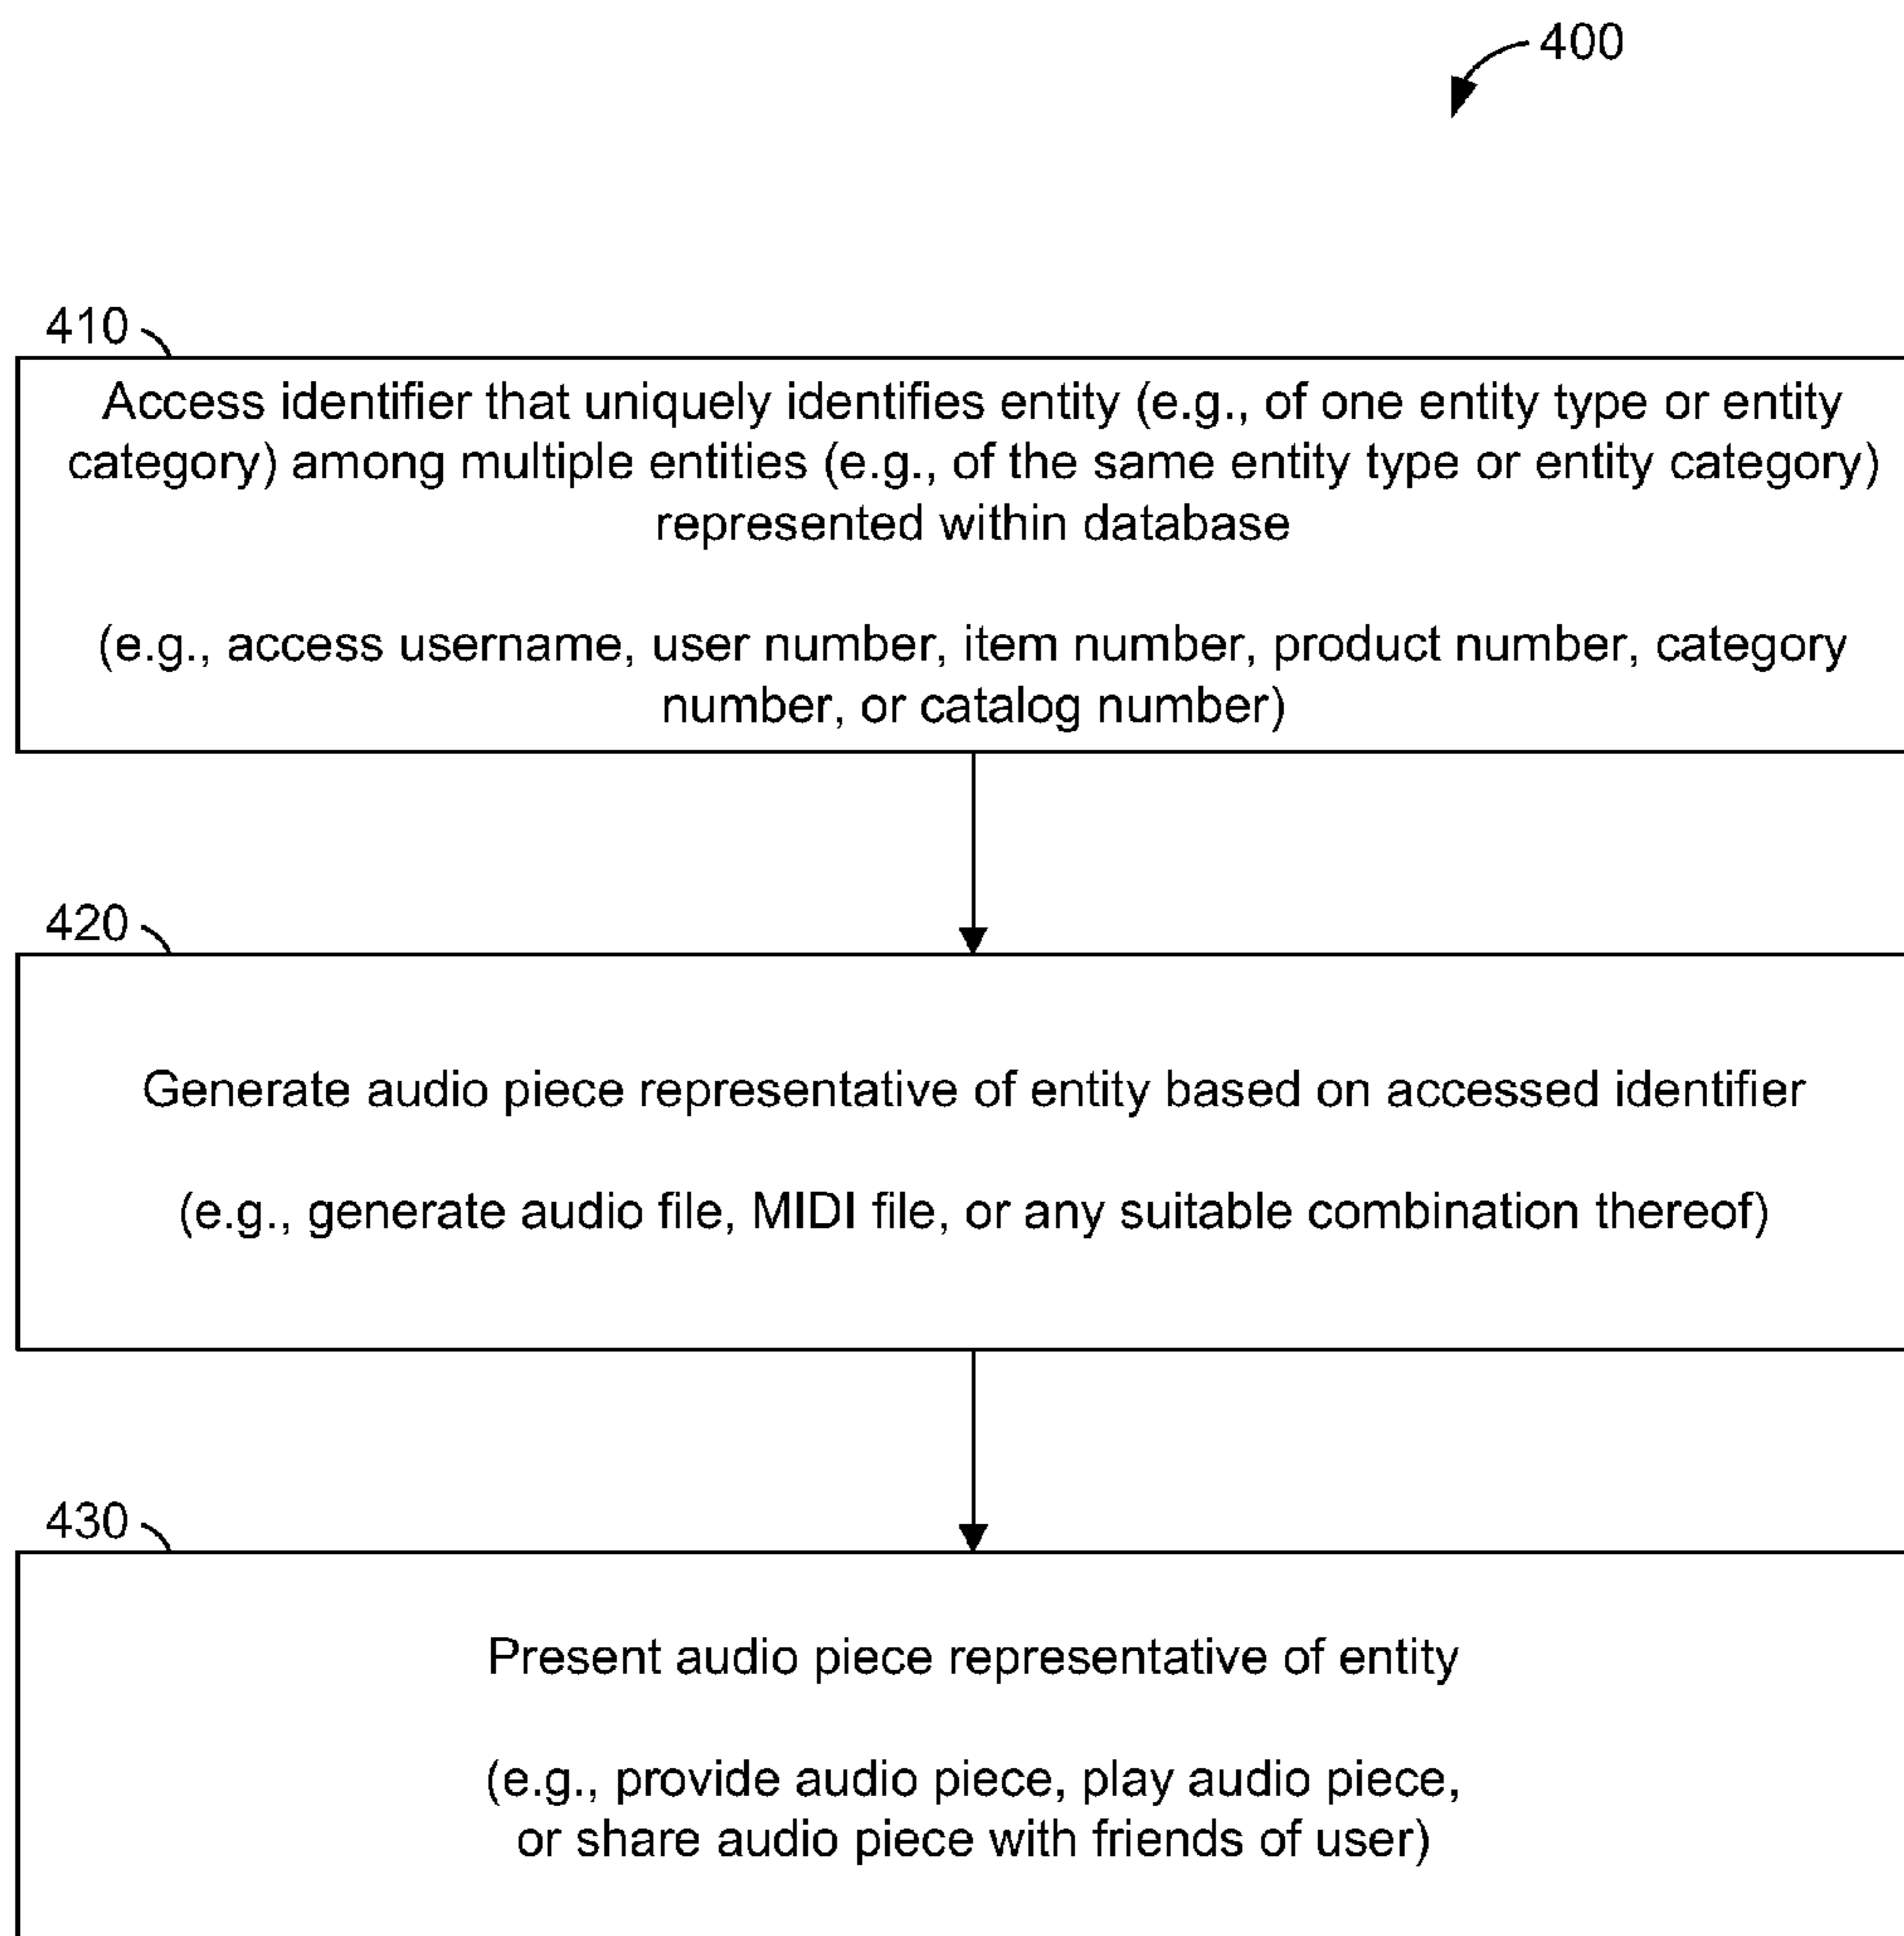 400
410
Access identifier that uniquely identifies entity (e.g., of one entity type or entity
category) among multiple entities (e.g., of the same entity type or entity category)
represented within database
(e.g., access username, user number, item number, product number, category
number, or catalog number)
420
Generate audio piece representative of entity based on accessed identifier
(e.g., generate audio file, MIDI file, or any suitable combination thereof)
430
Present audio piece representative of entity
(e.g., provide audio piece, play audio piece,
or share audio piece with friends of user)